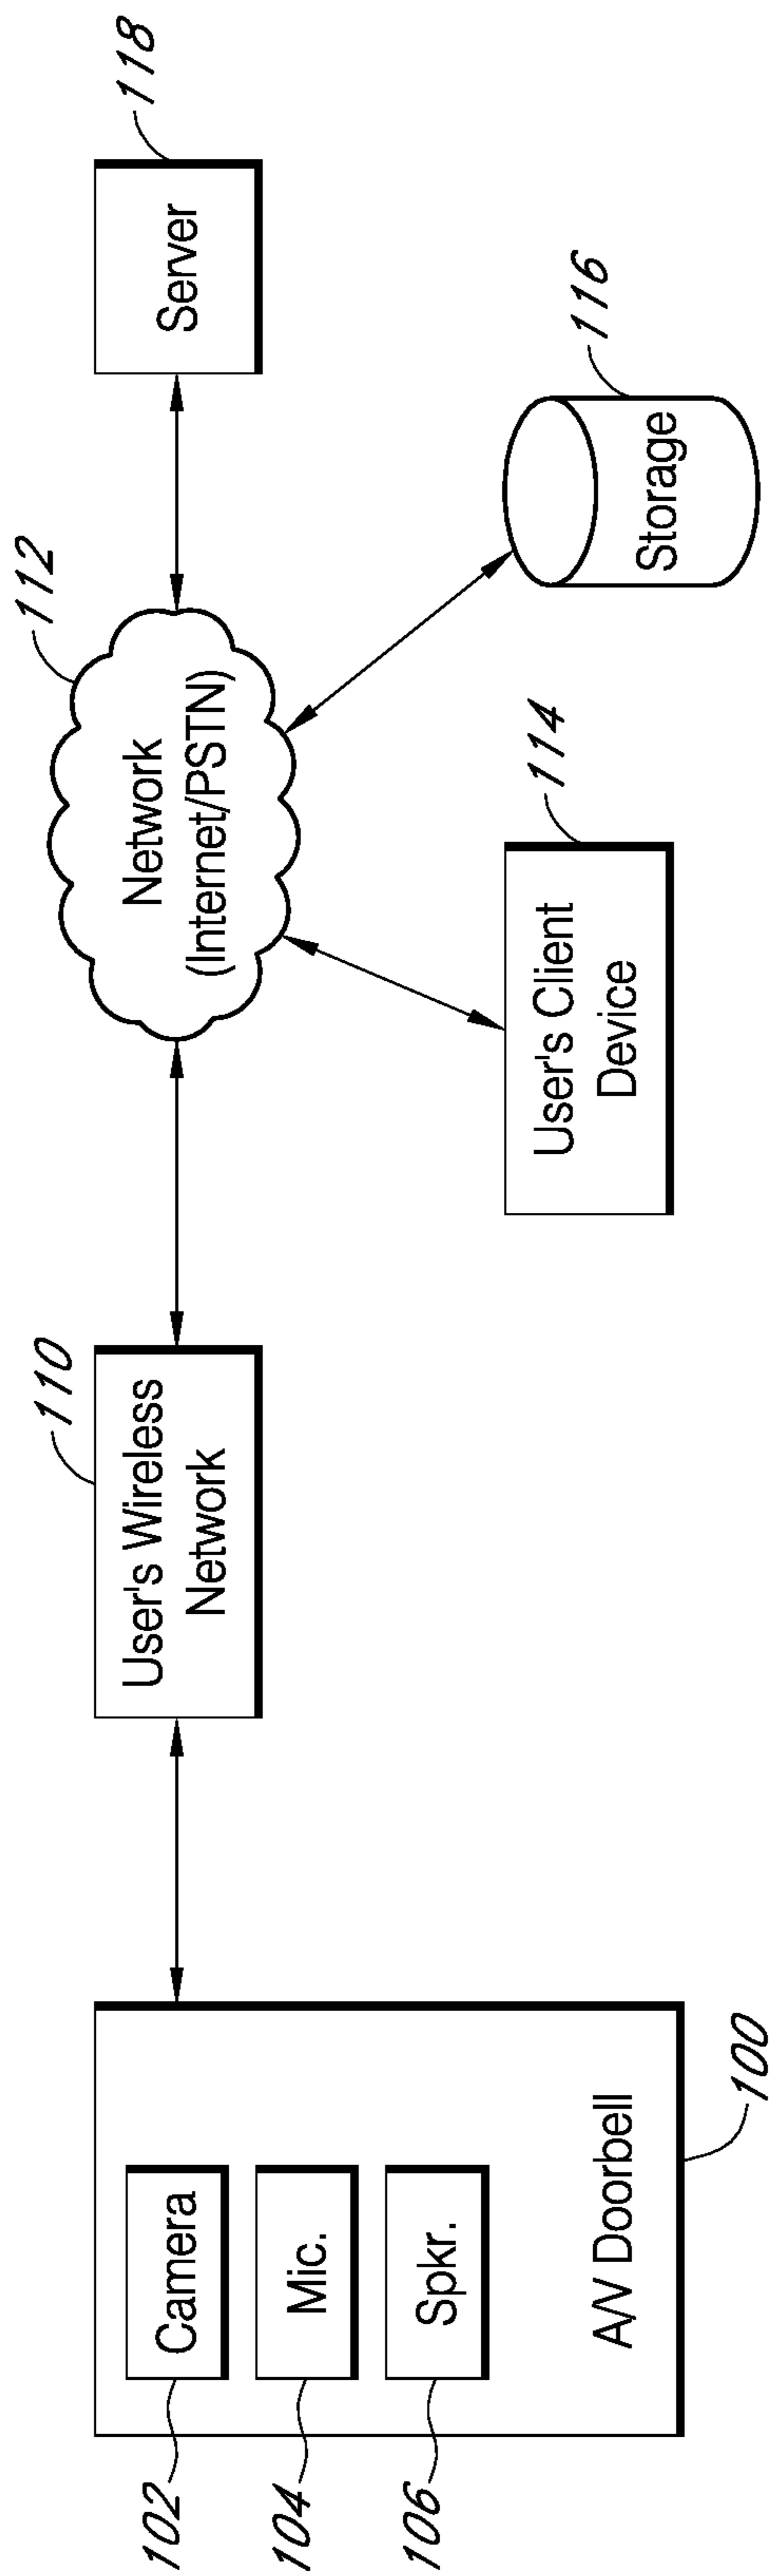 118
Server
112
Network
(Internet/PSTN)
116
Storage
114
User's Client
Device
110
User's Wireless
Network
Camera
Mic.
Spkr.
A/V Doorbell
100
102
104
106